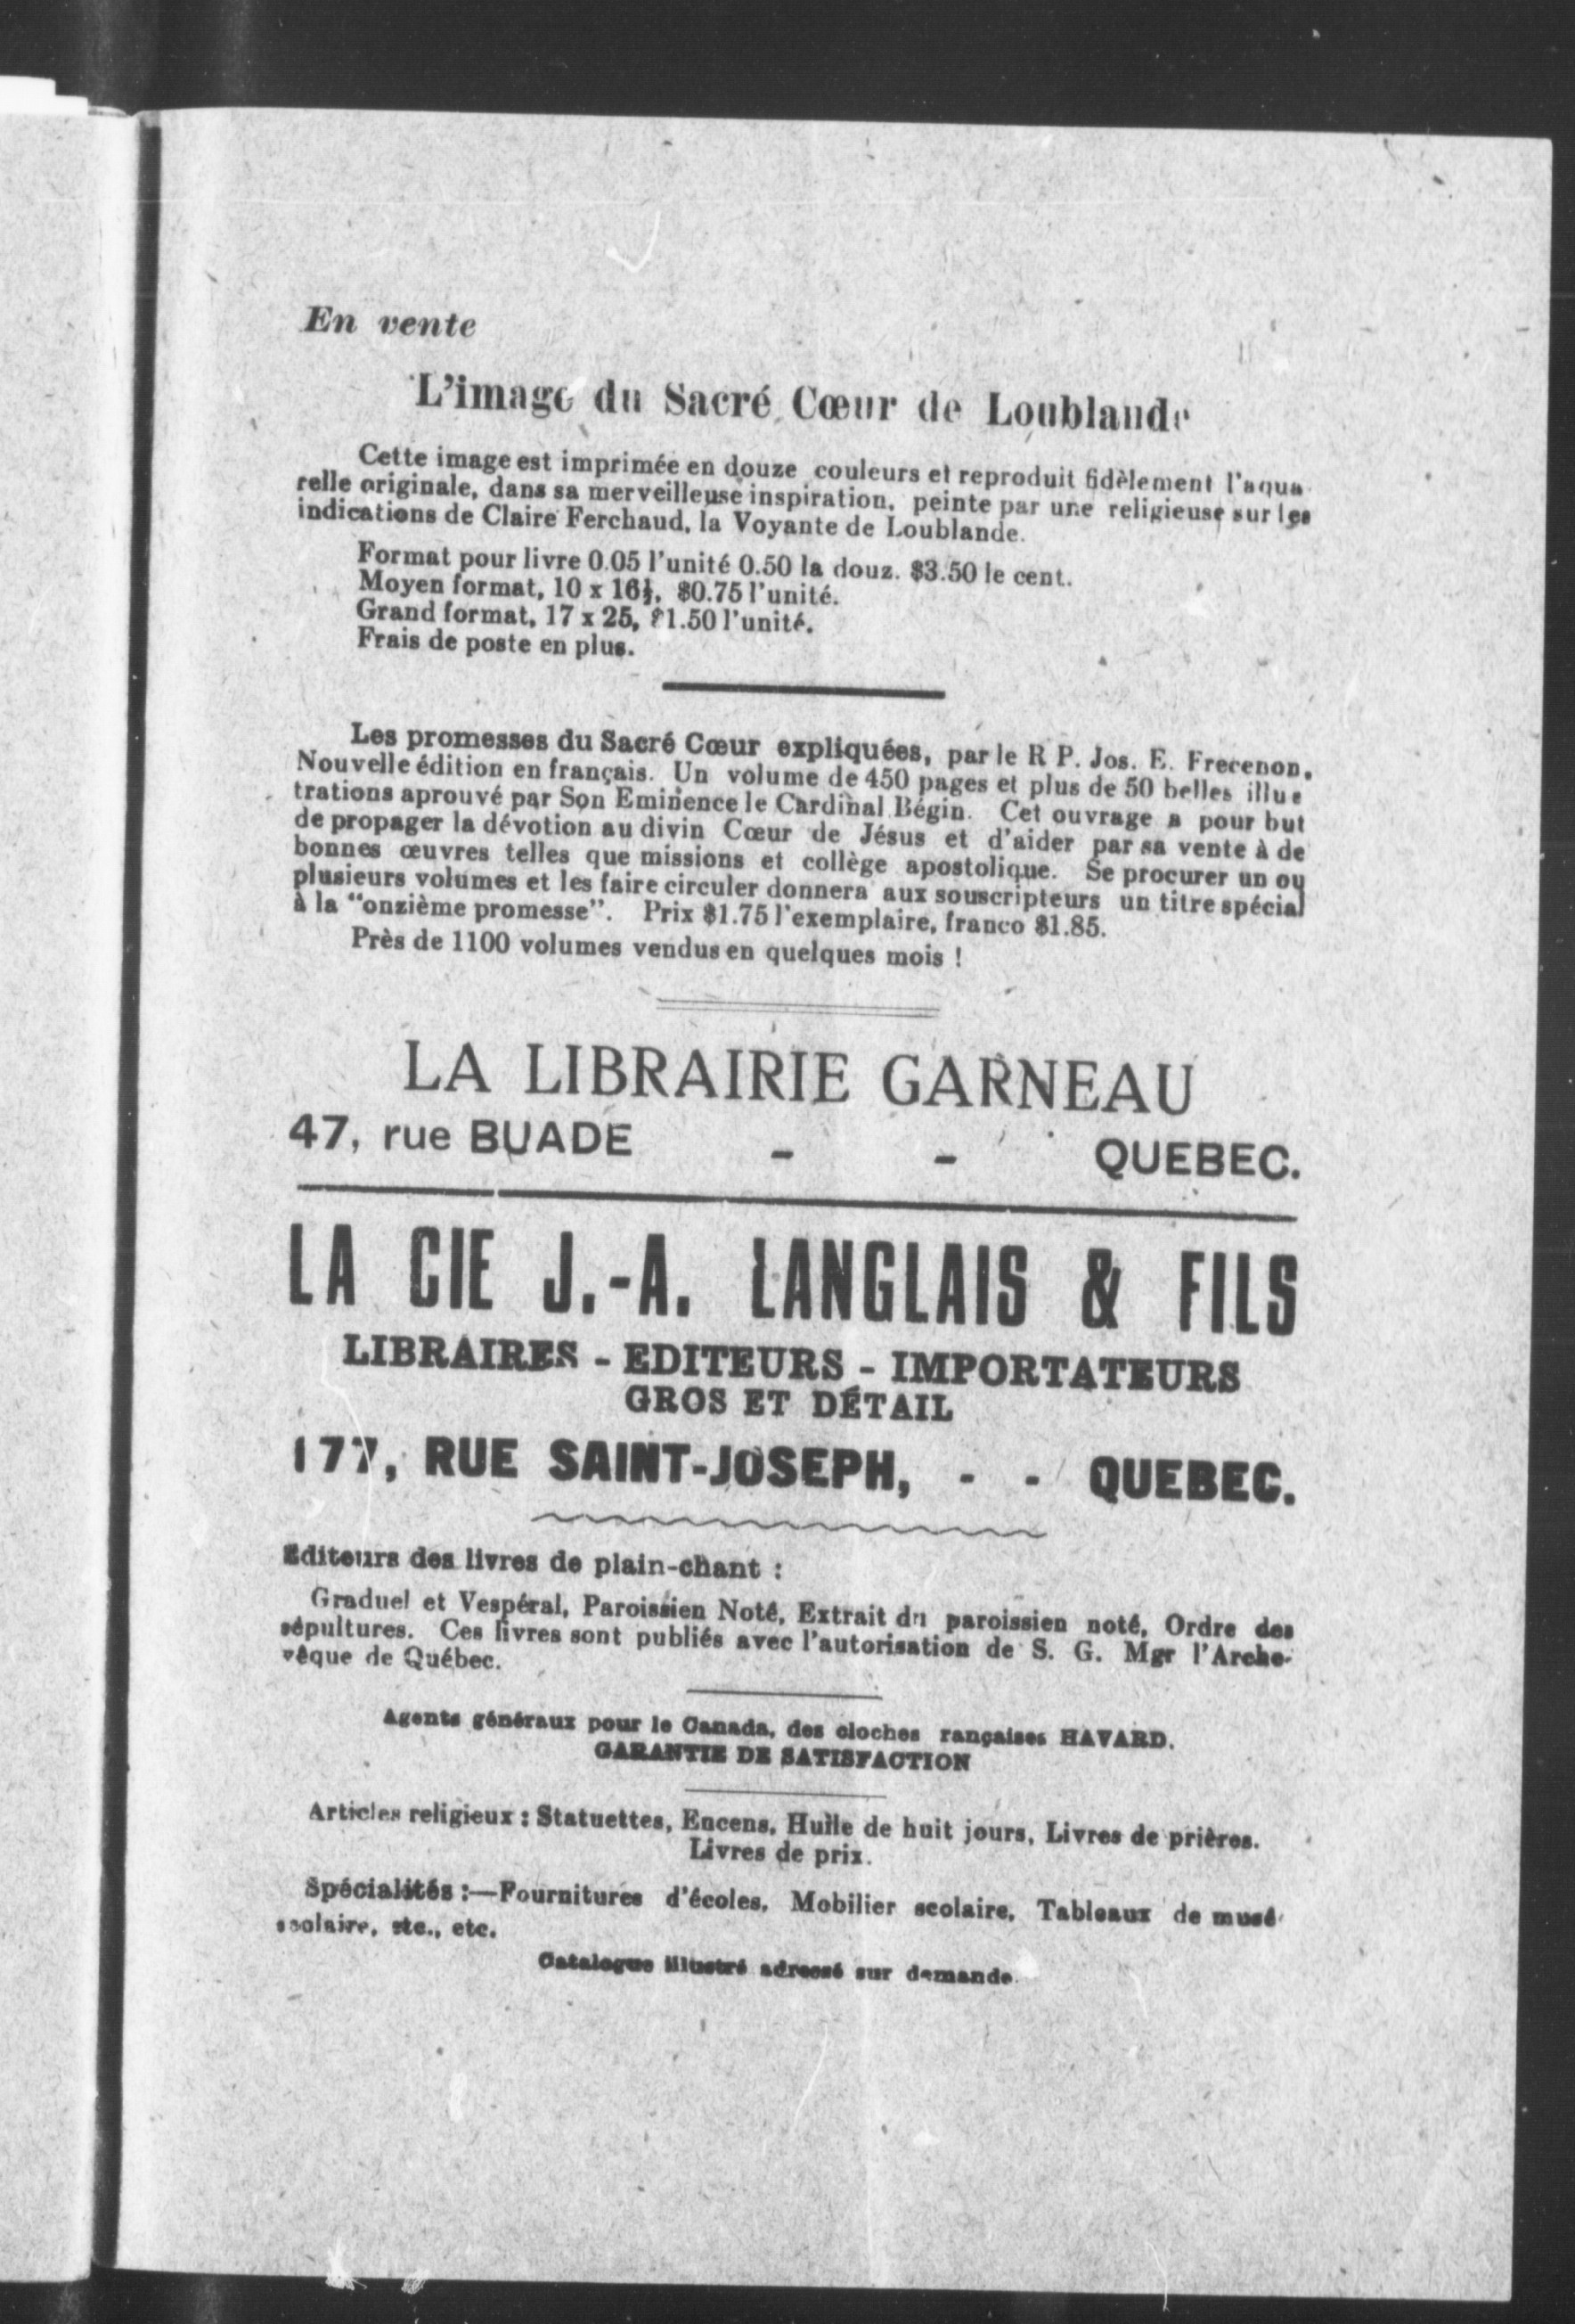 En vente
L'image du Sacré Cœur de Loublande
Cette image est imprimée en douze couleurs et reproduit fidèlement l'aqua-
relle originale, dans sa merveilleuse inspiration, peinte par une religieuse sur les
indications de Claire Ferchaud, la Voyante de Loublande.
Format pour livre 0.05 l'unité 0.50 la douz. $3.50 le cent.
Moyen format, 10 x 16½, $0.75 l'unité.
Grand format, 17 x 25, $1.50 l'unité.
Frais de poste en plus.
Les promesses du Sacré Cœur expliquées, par le R P. Jos. E. Frecenon.
Nouvelle édition en français. Un volume de 450 pages et plus de 50 belles illus
trations aprouvé par Son Eminence le Cardinal Bégin. Cet ouvrage a pour but
de propager la dévotion au divin Cœur de Jésus et d'aider par sa vente à de
bonnes œuvres telles que missions et collège apostolique. Se procurer un ou
plusieurs volumes et les faire circuler donnera aux souscripteurs un titre spécial
à la "onzième promesse". Prix $1.75 l'exemplaire, franco $1.85.
Près de 1100 volumes vendus en quelques mois !
LA LIBRAIRIE GARNEAU
47, rue BUADE - - QUEBEC.
LA CIE J.-A. LANGLAIS & FILS
LIBRAIRES - EDITEURS - IMPORTATEURS
GROS ET DÉTAIL
177, RUE SAINT-JOSEPH, - - QUEBEC.
Editeurs des livres de plain-chant :
Graduel et Vespéral, Paroissien Noté, Extrait du paroissien noté, Ordre des
sépultures. Ces livres sont publiés avec l'autorisation de S. G. Mgr l'Arche-
vêque de Québec.
Agents généraux pour le Canada, des cloches rançaises HAVARD.
GARANTIE DE SATISFACTION
Articles religieux : Statuettes, Encens, Huile de huit jours, Livres de prières.
Livres de prix.
Spécialités :—Fournitures d'écoles, Mobilier scolaire, Tableaux de musé
scolaire, etc., etc.
Catalogue illustré adressé sur demande.